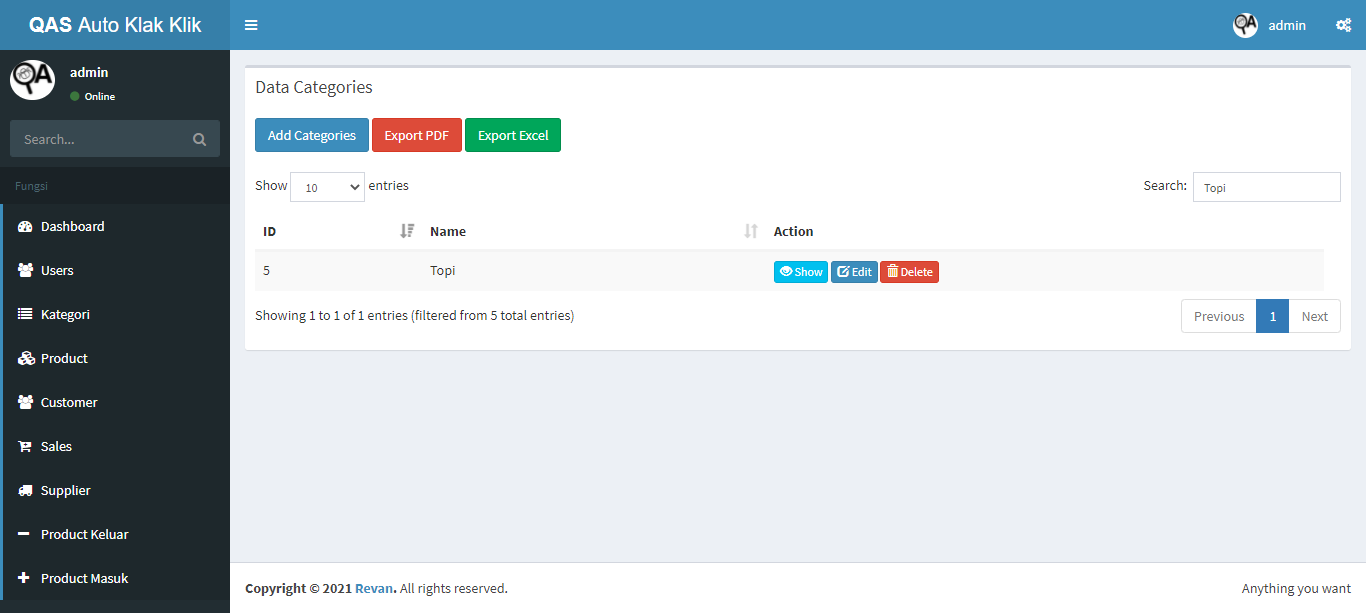 QAS Auto Klak Klik
admin
admin
Online
Search...
Fungsi
Dashboard
Users
Kategori
Product
Customer
Sales
Supplier
Product Keluar
Product Masuk
Data Categories
Add Categories Export PDF Export Excel
Show 10 entries Search: Topi
ID Name Action
5 Topi Show Edit Delete
Showing 1 to 1 of 1 entries (filtered from 5 total entries) Previous 1 Next
Copyright © 2021 Revan. All rights reserved. Anything you want